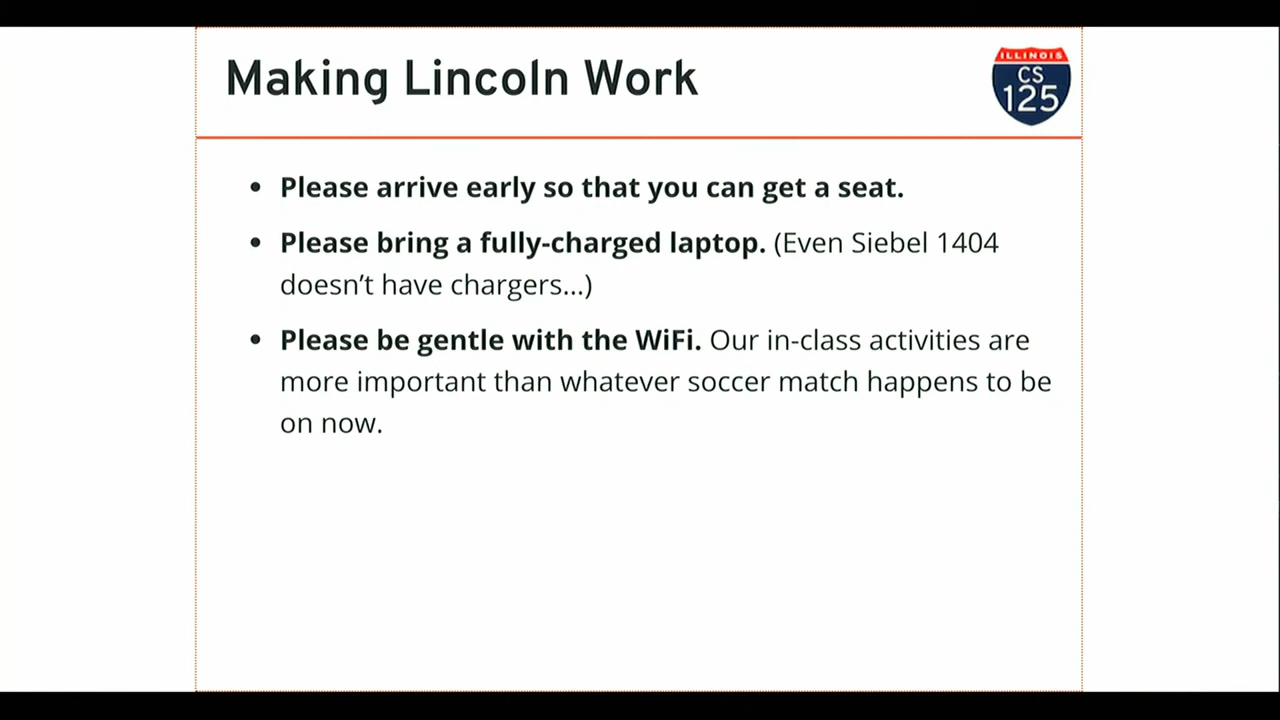 Making Lincoln Work
ILLINOIS
CS
125
• Please arrive early so that you can get a seat.
• Please bring a fully-charged laptop. (Even Siebel 1404
doesn’t have chargers…)
• Please be gentle with the WiFi. Our in-class activities are
more important than whatever soccer match happens to be
on now.